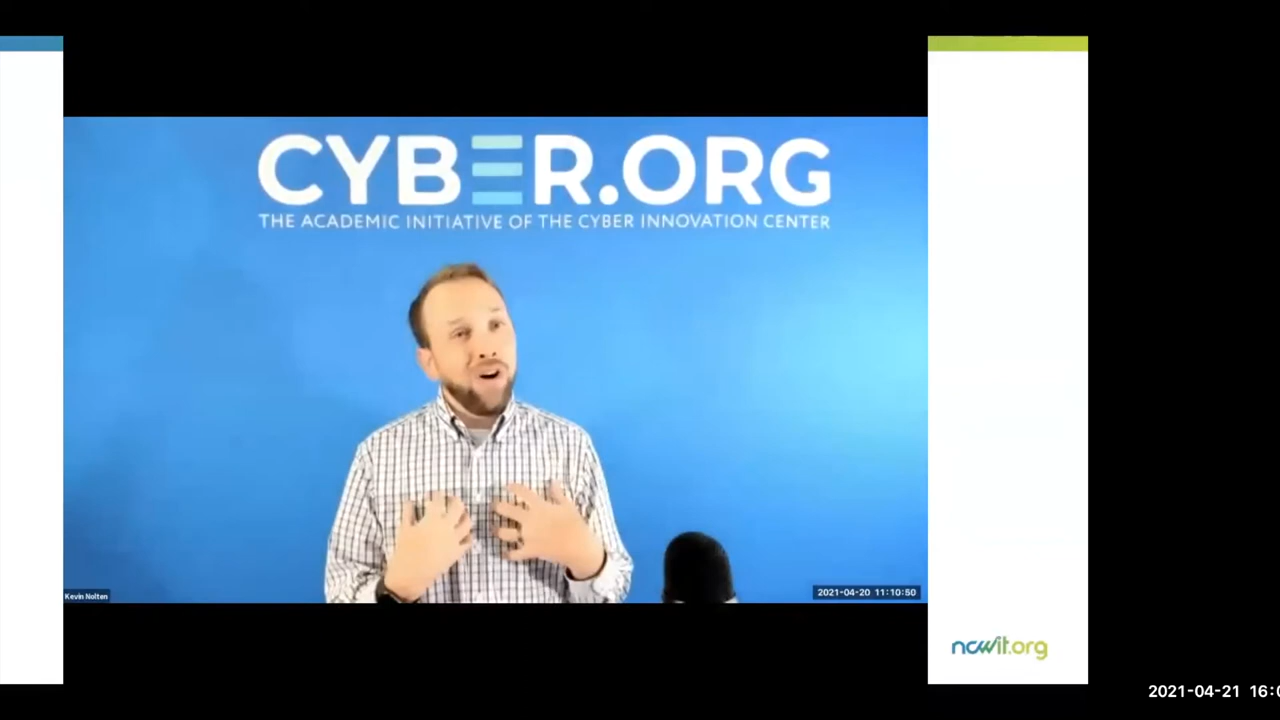 CYBER.ORG
THE ACADEMIC INITIATIVE OF THE CYBER INNOVATION CENTER
Kevin Nolten
2021-04-20 11:10:50
ncwit.org
2021-04-21 16:0